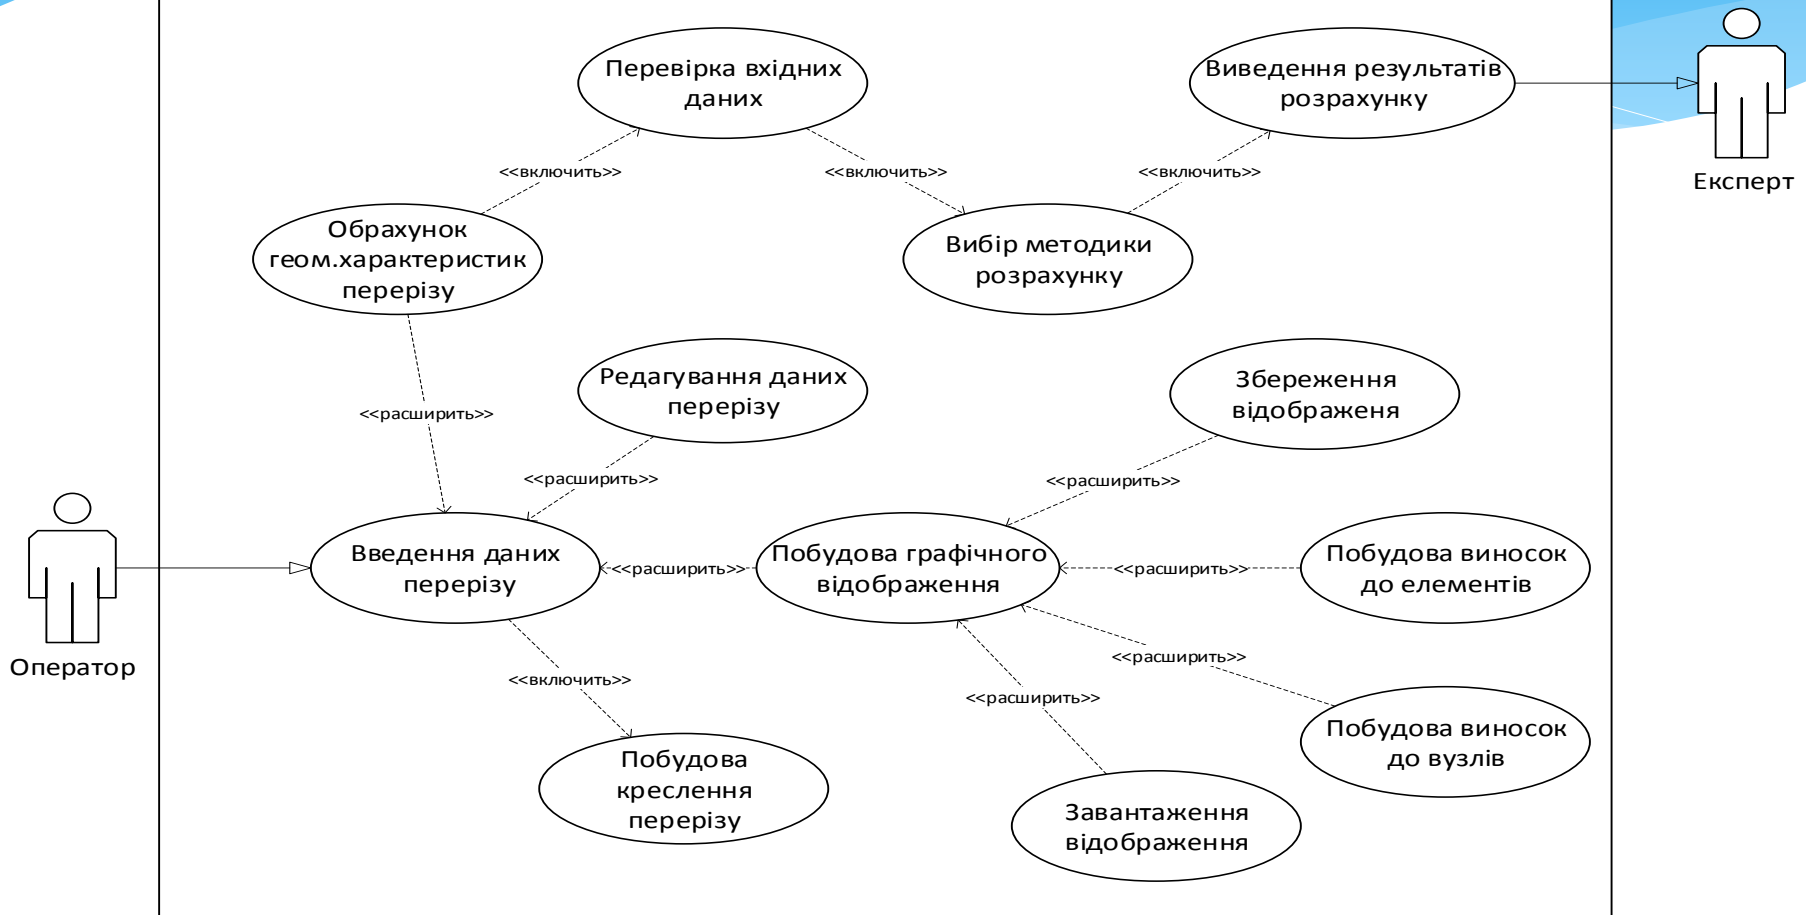 Перевірка вхідних
даних
Виведення результатів
розрахунку
Експерт
<<включить>>
<<включить>>
<<включить>>
Обрахунок
геом.характеристик
перерізу
Вибір методики
розрахунку
<<расширить>>
Редагування даних
перерізу
Збереження
відображеня
<<расширить>>
<<расширить>>
Оператор
Введення даних
перерізу
<<расширить>>
Побудова графічного
відображення
<<расширить>>
Побудова виносок
до елементів
<<включить>>
<<расширить>>
<<расширить>>
Побудова виносок
до вузлів
Побудова
креслення
перерізу
Завантаження
відображення